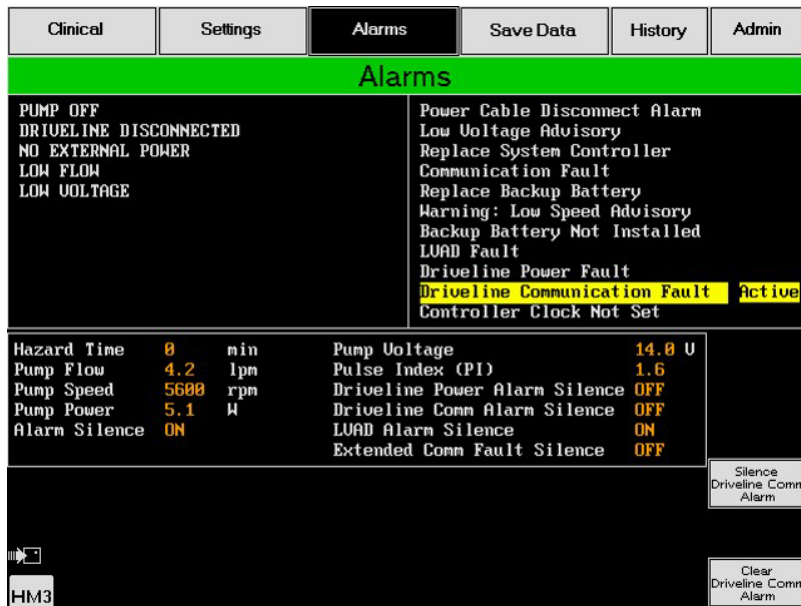 Clinical Settings Alarms Save Data History Admin
Alarms
PUMP OFF
DRIVELINE DISCONNECTED
NO EXTERNAL POWER
LOW FLOW
LOW VOLTAGE
Power Cable Disconnect Alarm
Low Voltage Advisory
Replace System Controller
Communication Fault
Replace Backup Battery
Warning: Low Speed Advisory
Backup Battery Not Installed
LVAD Fault
Driveline Power Fault
Driveline Communication Fault Active
Controller Clock Not Set
Hazard Time 0 min
Pump Flow 4.2 lpm
Pump Speed 5600 rpm
Pump Power 5.1 W
Alarm Silence ON
Pump Voltage 14.0 V
Pulse Index (PI) 1.6
Driveline Power Alarm Silence OFF
Driveline Comm Alarm Silence OFF
LVAD Alarm Silence ON
Extended Comm Fault Silence OFF
Silence
Driveline Comm
Alarm
HM3
Clear
Driveline Comm
Alarm